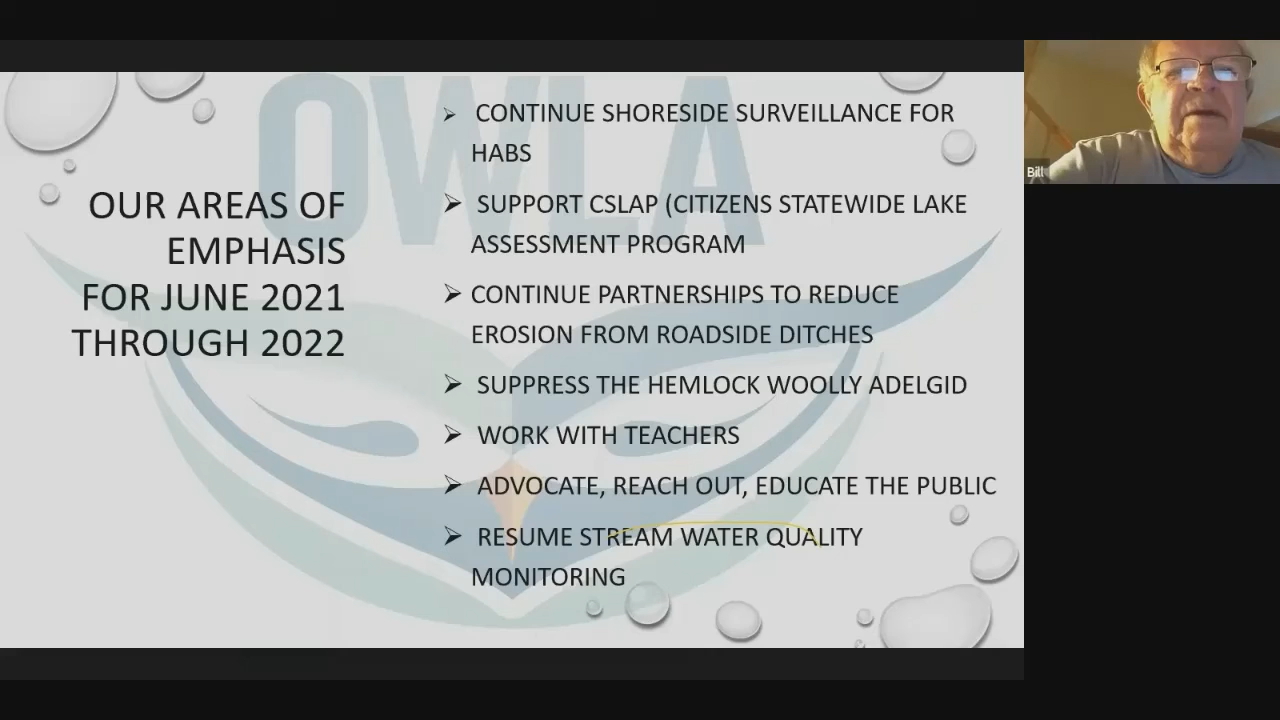 OWLA
OUR AREAS OF
EMPHASIS
FOR JUNE 2021
THROUGH 2022
CONTINUE SHORESIDE SURVEILLANCE FOR
HABS
SUPPORT CSLAP (CITIZENS STATEWIDE LAKE
ASSESSMENT PROGRAM
CONTINUE PARTNERSHIPS TO REDUCE
EROSION FROM ROADSIDE DITCHES
SUPPRESS THE HEMLOCK WOOLLY ADELGID
WORK WITH TEACHERS
ADVOCATE, REACH OUT, EDUCATE THE PUBLIC
RESUME STREAM WATER QUALITY
MONITORING
Bill